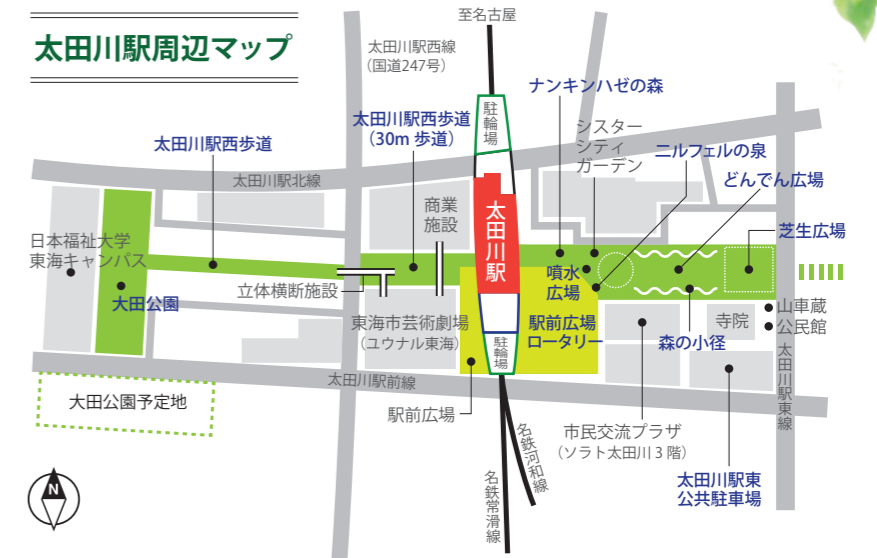 太田川駅周辺マップ
至名古屋
太田川駅西線
（国道247号）
駐輪場
ナンキンハゼの森
太田川駅西歩道
（30m 歩道）
シスター
シティ
ガーデン
太田川駅西歩道
ニルフェルの泉
どんでん広場
太田川駅北線
商業
施設
太田川駅
芝生広場
日本福祉大学
東海キャンパス
噴水
広場
大田公園
立体横断施設
東海市芸術劇場
（ユウナル東海）
駅前広場
ロータリー
森の小径
寺院
山車蔵
公民館
駐輪場
太田川駅前線
太田川駅東線
大田公園予定地
駅前広場
名鉄河和線
名鉄常滑線
市民交流プラザ
（ソラト太田川３階）
太田川駅東
公共駐車場
N